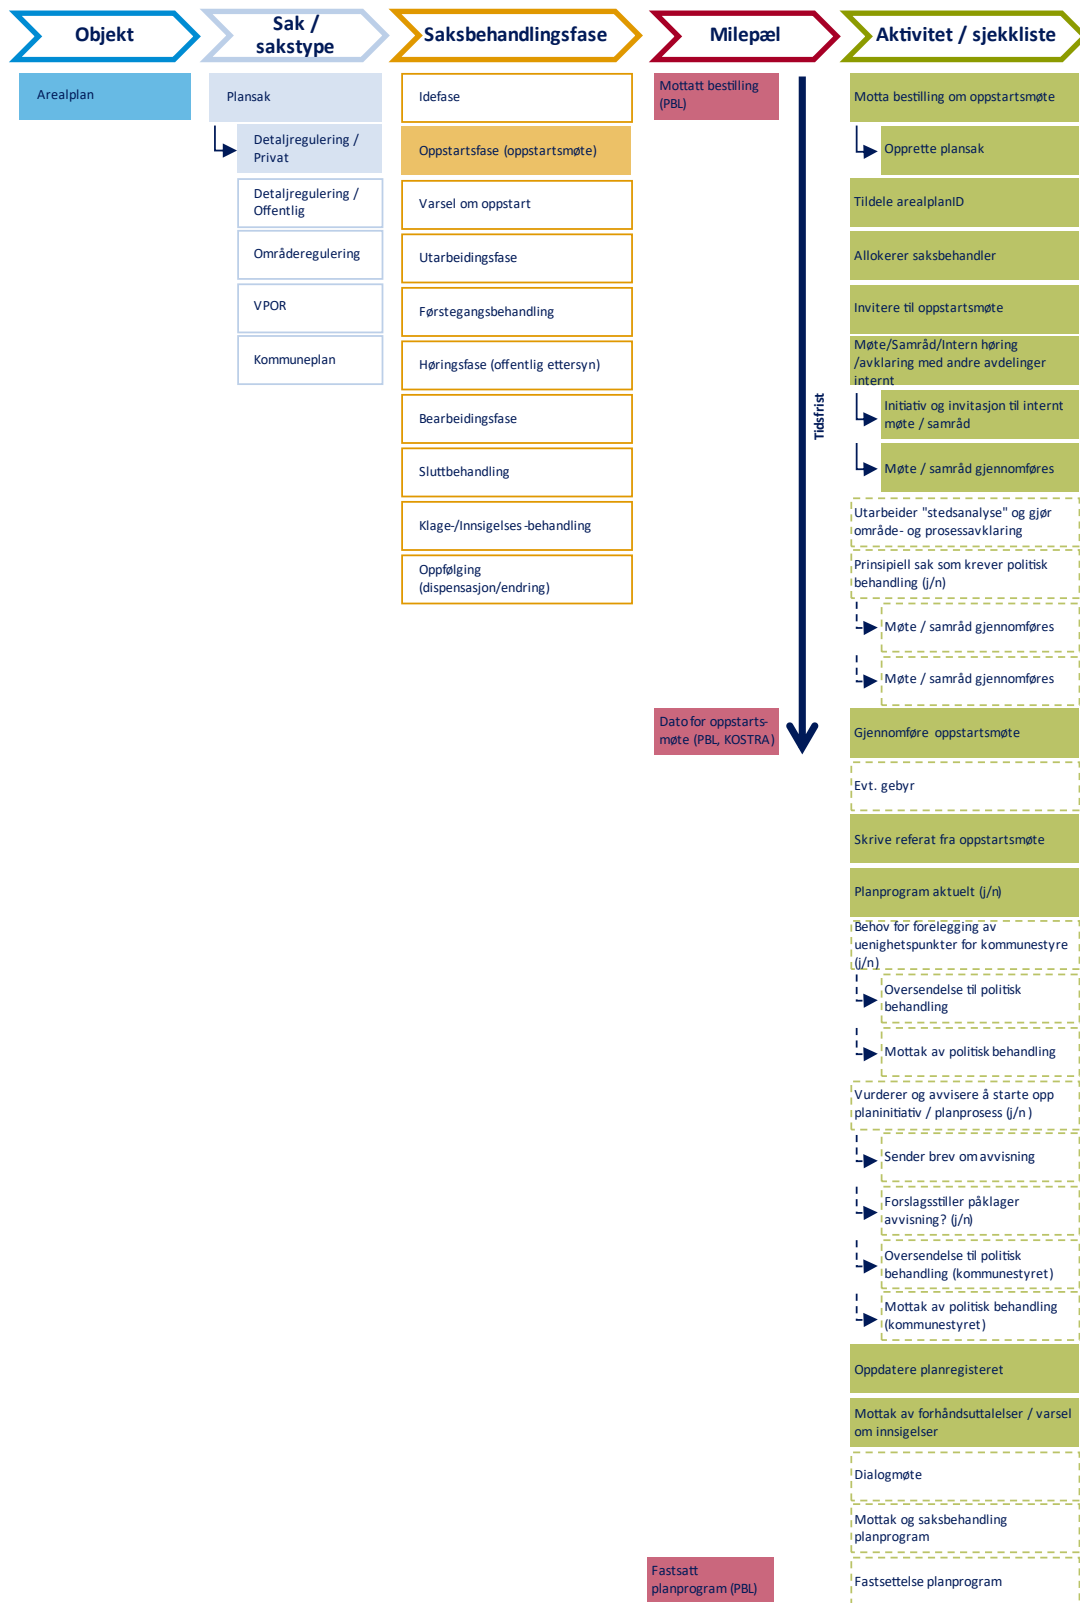 Objekt
Sak /
sakstype
Saksbehandlingsfase
Milepæl
Aktivitet / sjekkliste
Arealplan
Plansak
Detaljregulering /
Privat
Detaljregulering /
Offentlig
Områderegulering
VPOR
Kommuneplan
Idefase
Oppstartsfase (oppstartsmøte)
Varsel om oppstart
Utarbeidingsfase
Førstegangsbehandling
Høringsfase (offentlig ettersyn)
Bearbeidingsfase
Sluttbehandling
Klage-/Innsigelses -behandling
Oppfølging
(dispensasjon/endring)
Mottatt bestilling
(PBL)
Tidsfrist
Dato for oppstarts-
møte (PBL, KOSTRA)
Fastsatt
planprogram (PBL)
Motta bestilling om oppstartsmøte
Opprette plansak
Tildele arealplanID
Allokerer saksbehandler
Invitere til oppstartsmøte
Møte/Samråd/Intern høring
/avklaring med andre avdelinger
internt
Initiativ og invitasjon til internt
møte / samråd
Møte / samråd gjennomføres
Utarbeider "stedsanalyse" og gjør
område- og prosessavklaring
Prinsipiell sak som krever politisk
behandling (j/n)
Møte / samråd gjennomføres
Møte / samråd gjennomføres
Gjennomføre oppstartsmøte
Evt. gebyr
Skrive referat fra oppstartsmøte
Planprogram aktuelt (j/n)
Behov for forelegging av
uenighetspunkter for kommunestyre
(j/n)
Oversendelse til politisk
behandling
Mottak av politisk behandling
Vurderer og avvisere å starte opp
planinitiativ / planprosess (j/n )
Sender brev om avvisning
Forslagsstiller påklager
avvisning? (j/n)
Oversendelse til politisk
behandling (kommunestyret)
Mottak av politisk behandling
(kommunestyret)
Oppdatere planregisteret
Mottak av forhåndsuttalelser / varsel
om innsigelser
Dialogmøte
Mottak og saksbehandling
planprogram
Fastsettelse planprogram